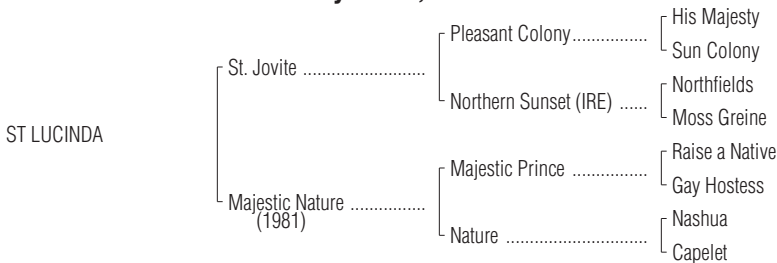 Pleasant Colony................
His Majesty
Sun Colony
St. Jovite ..........................
Northern Sunset (IRE) ......
Northfields
Moss Greine
ST LUCINDA
Majestic Prince ................
Raise a Native
Gay Hostess
Majestic Nature ................
(1981)
Nature ..............................
Nashua
Capelet